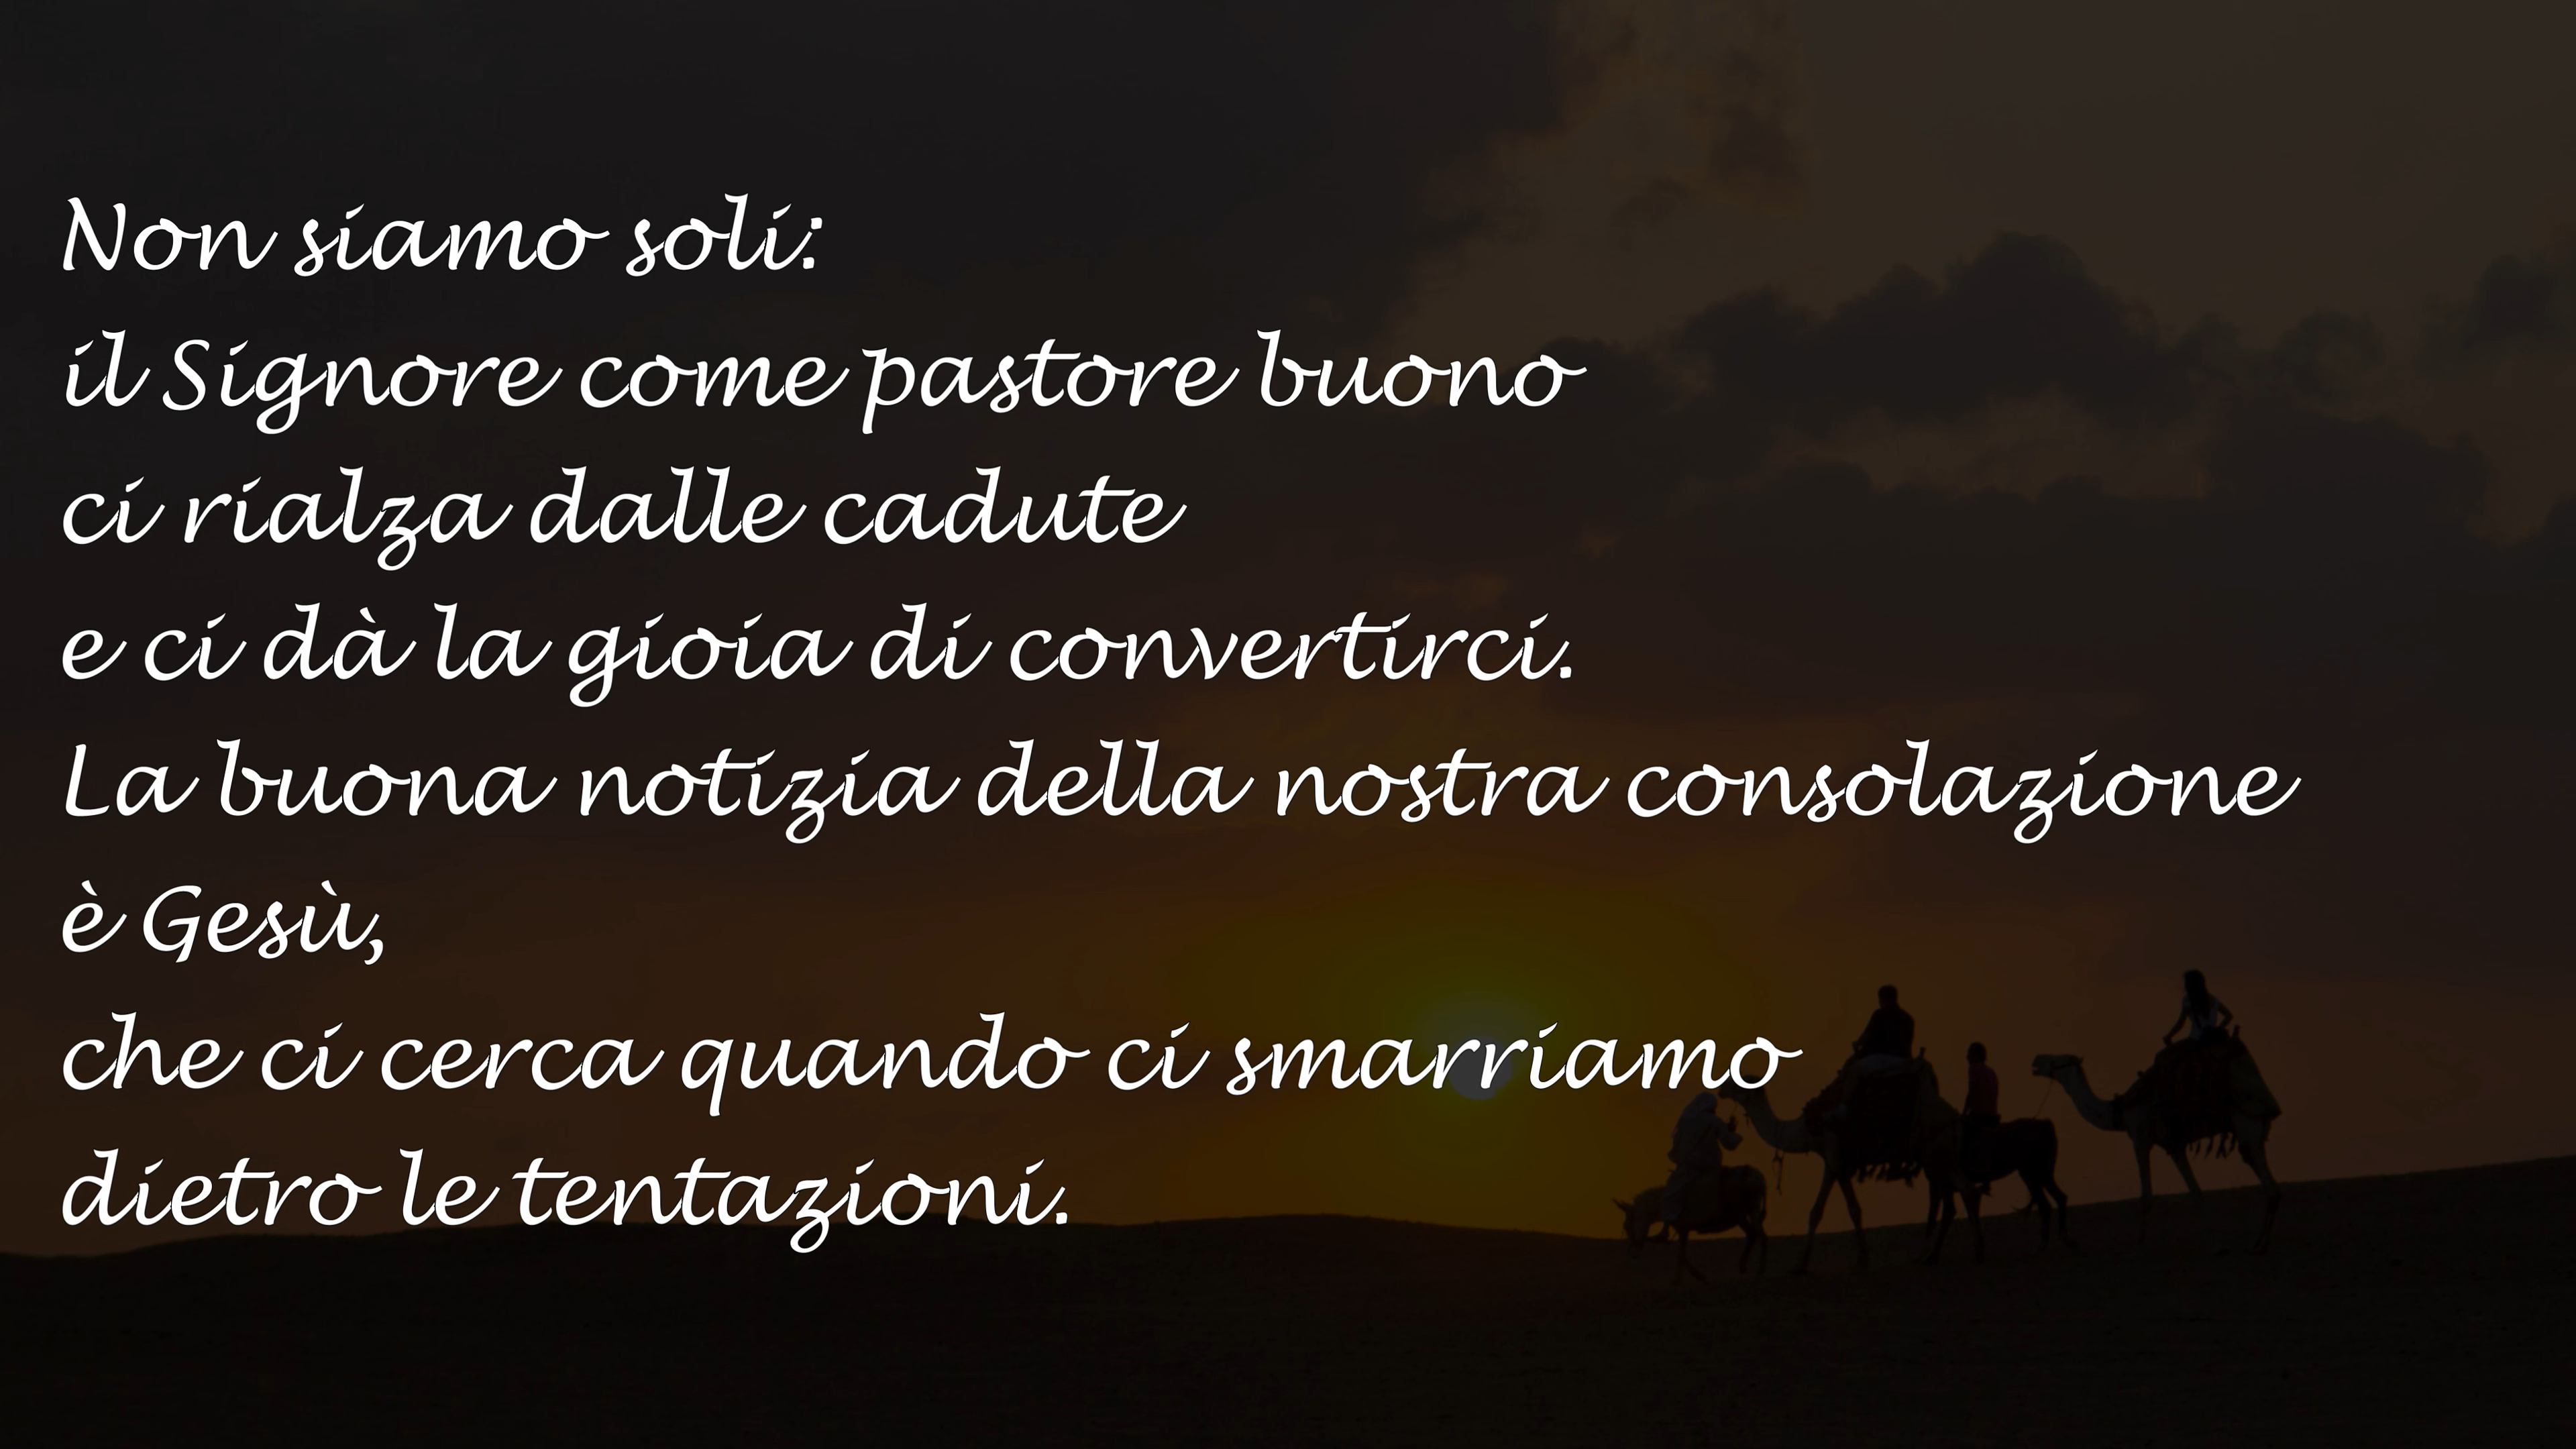 Non siamo soli:
il Signore come pastore buono
ci rialza dalle cadute
e ci dà la gioia di convertirci.
La buona notizia della nostra consolazione
è Gesù,
che ci cerca quando ci smarriamo
dietro le tentazioni.